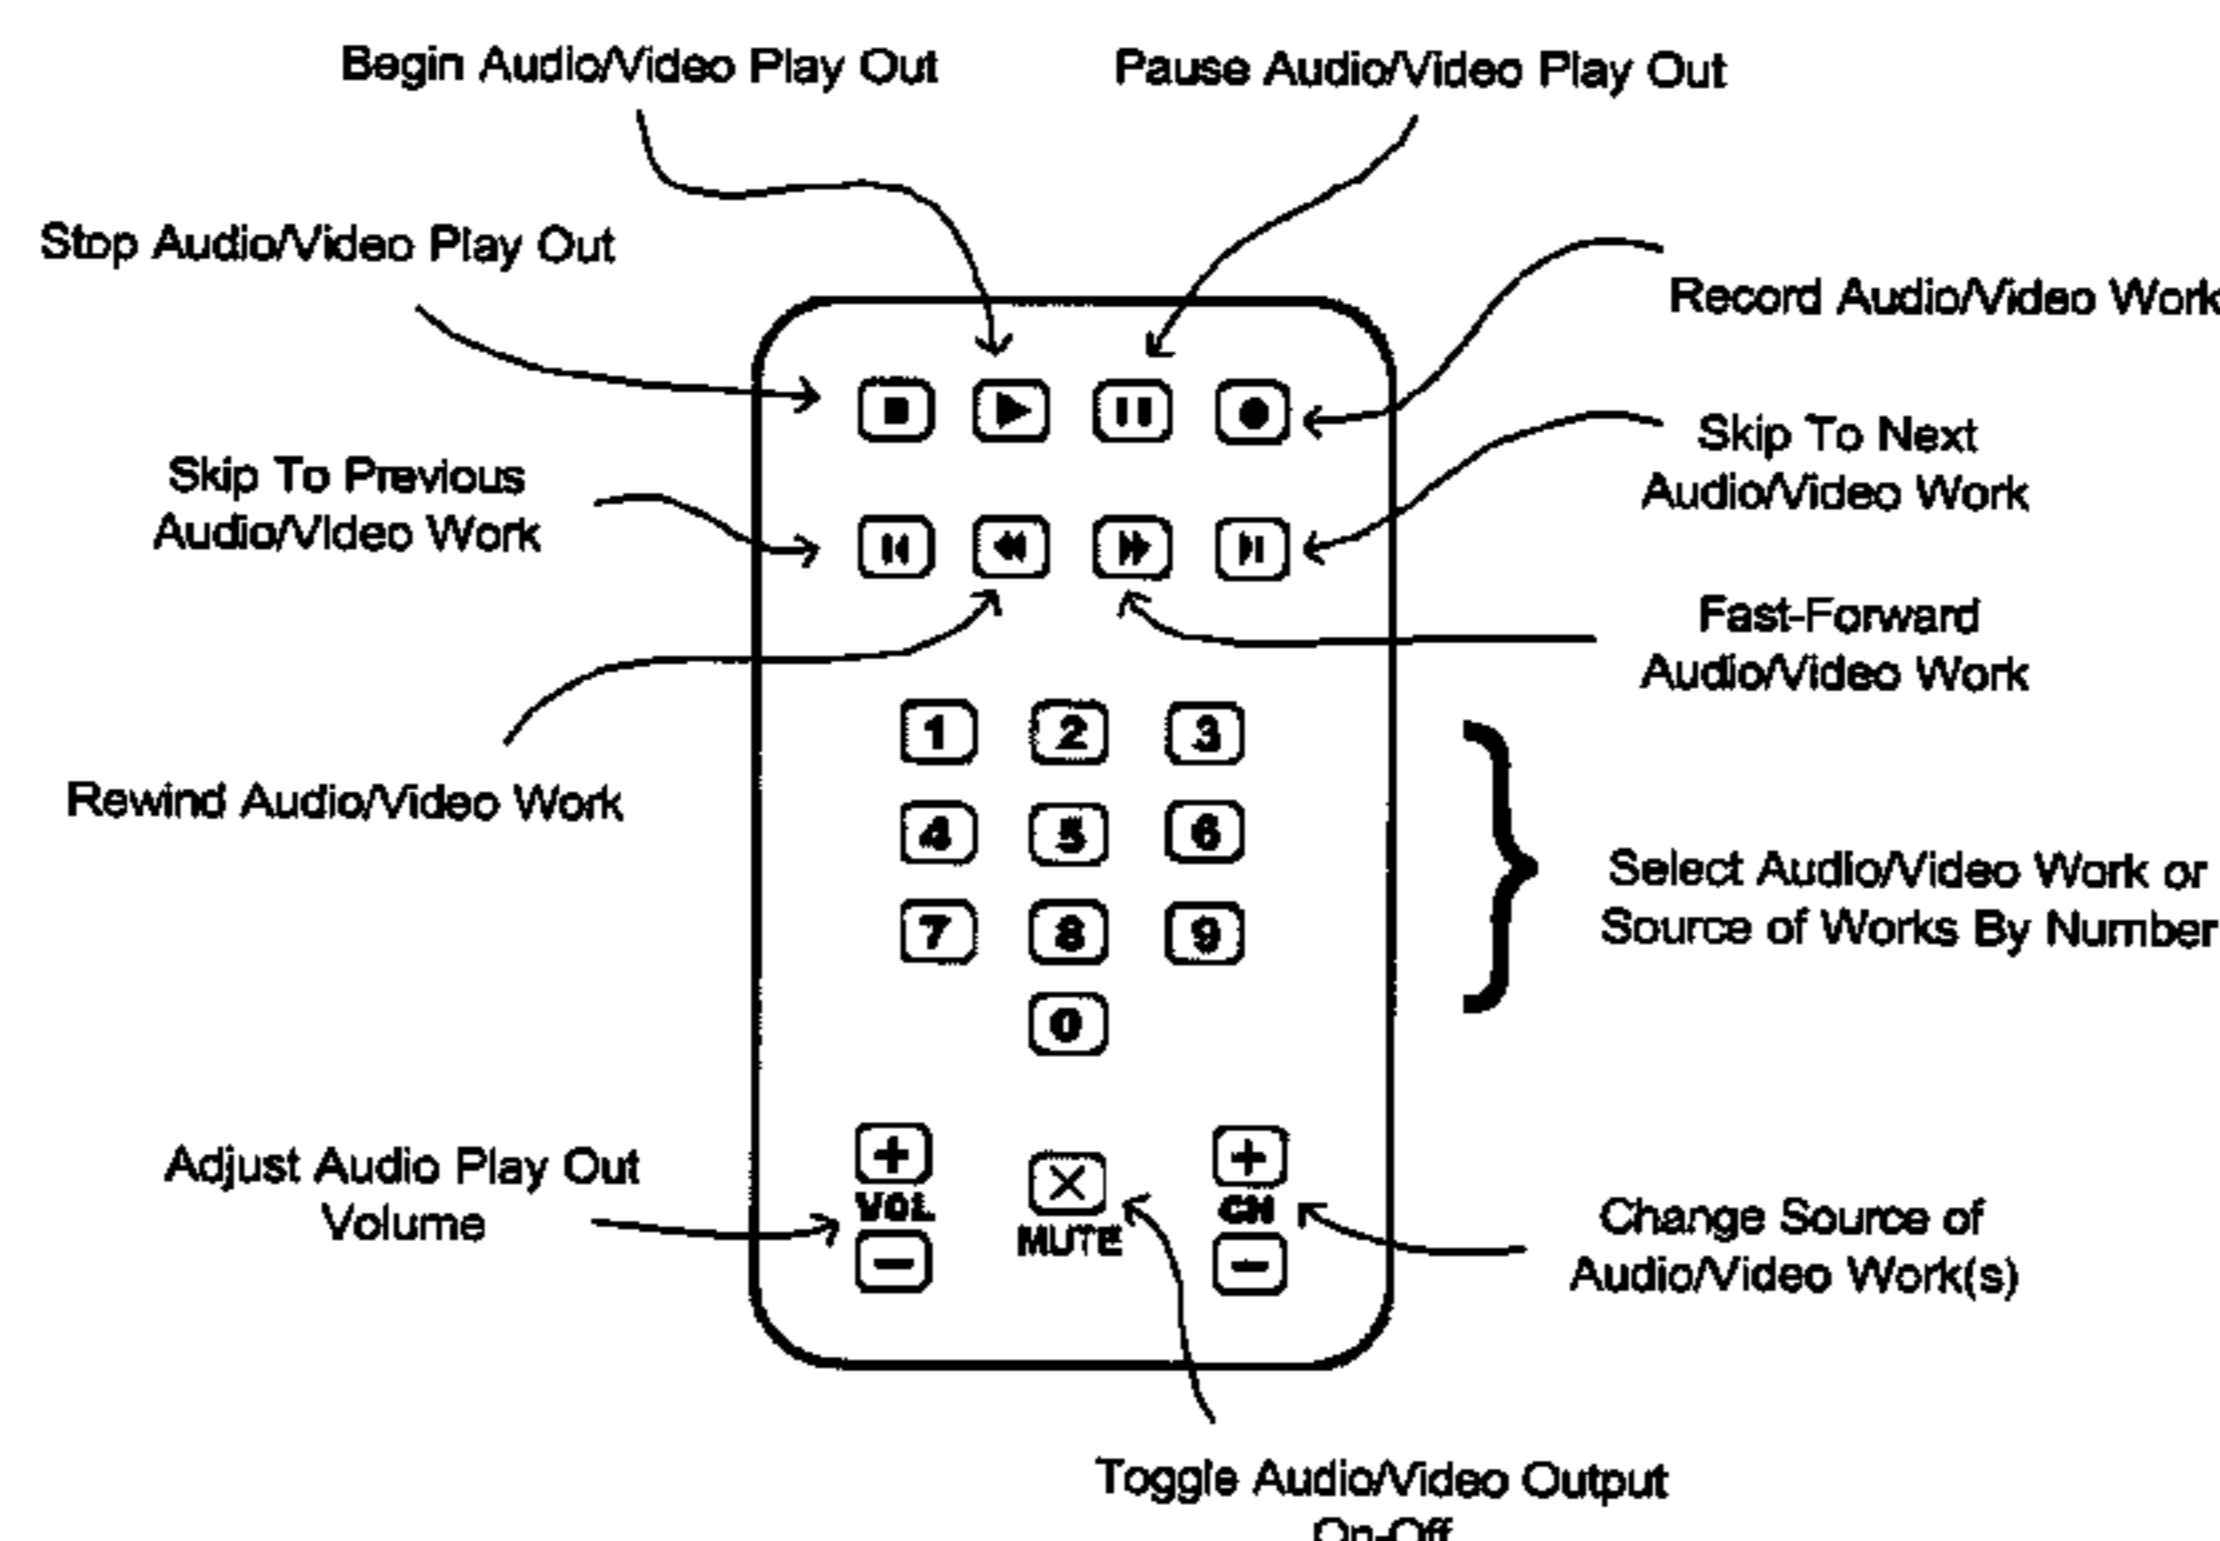 Begin Audio/Video Play Out
Pause Audio/Video Play Out
Stop Audio/Video Play Out
Record Audio/Video Work
Skip To Next
Audio/Video Work
Skip To Previous
Audio/Video Work
Fast-Forward
Audio/Video Work
1 2 3
Rewind Audio/Video Work
4 5 6
Select Audio/Video Work or
Source of Works By Number
7 8 9
0
Adjust Audio Play Out
Volume
+
VOL
−
X
MUTE
+
CH
−
Change Source of
Audio/Video Work(s)
Toggle Audio/Video Output
On-Off